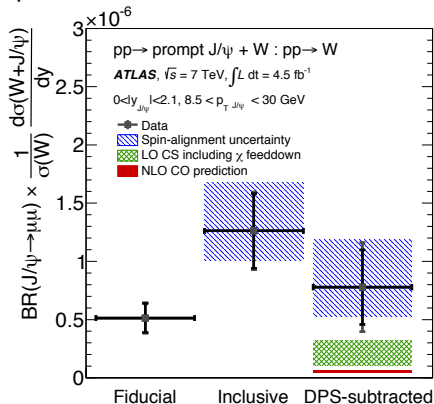 ×10⁻⁶
BR(J/ψ→μμ) × 1/σ(W) dσ(W+J/ψ)/dy
3
2.5
2
1.5
1
0.5
0
pp→ prompt J/ψ + W : pp→ W
ATLAS, √s = 7 TeV, ∫L dt = 4.5 fb⁻¹
0<|y_J/ψ|<2.1, 8.5 < p_T J/ψ < 30 GeV
Data
Spin-alignment uncertainty
LO CS including χ feeddown
NLO CO prediction
Fiducial Inclusive DPS-subtracted